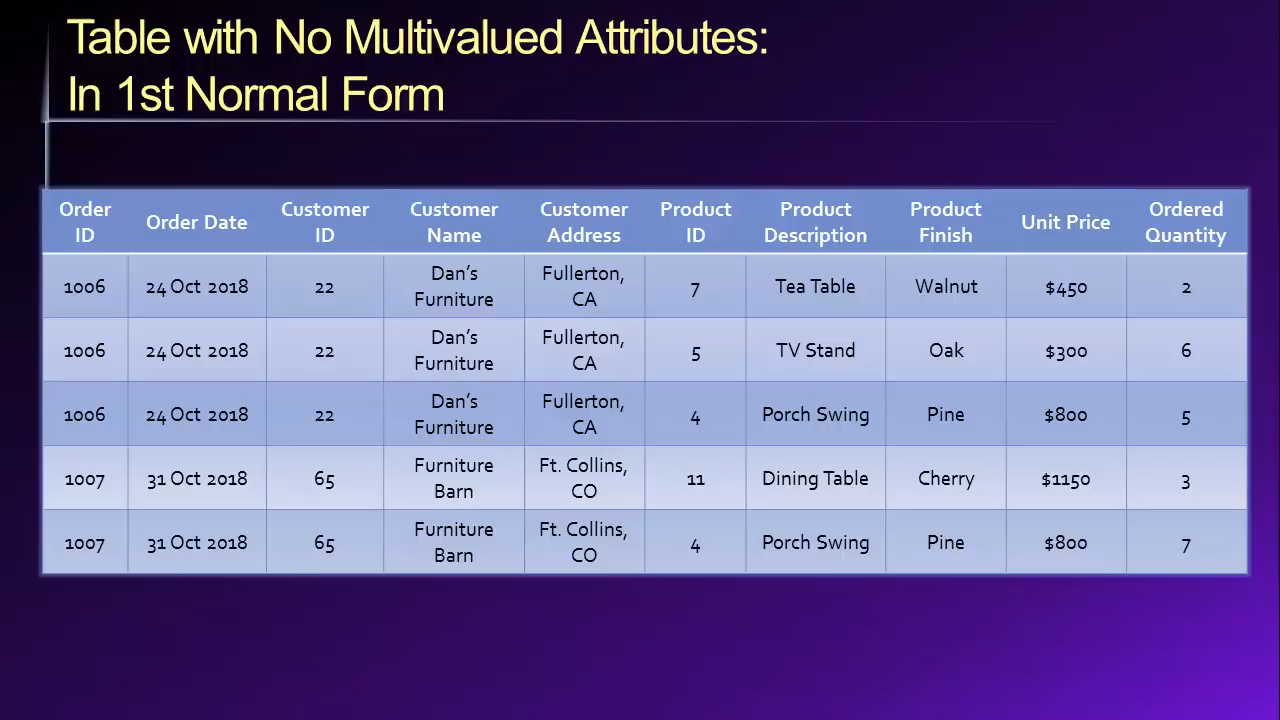 Table with No Multivalued Attributes:
In 1st Normal Form
Order ID Order Date Customer ID Customer Name Customer Address Product ID Product Description Product Finish Unit Price Ordered Quantity
1006 24 Oct 2018 22 Dan's Furniture Fullerton, CA 7 Tea Table Walnut $450 2
1006 24 Oct 2018 22 Dan's Furniture Fullerton, CA 5 TV Stand Oak $300 6
1006 24 Oct 2018 22 Dan's Furniture Fullerton, CA 4 Porch Swing Pine $800 5
1007 31 Oct 2018 65 Furniture Barn Ft. Collins, CO 11 Dining Table Cherry $1150 3
1007 31 Oct 2018 65 Furniture Barn Ft. Collins, CO 4 Porch Swing Pine $800 7